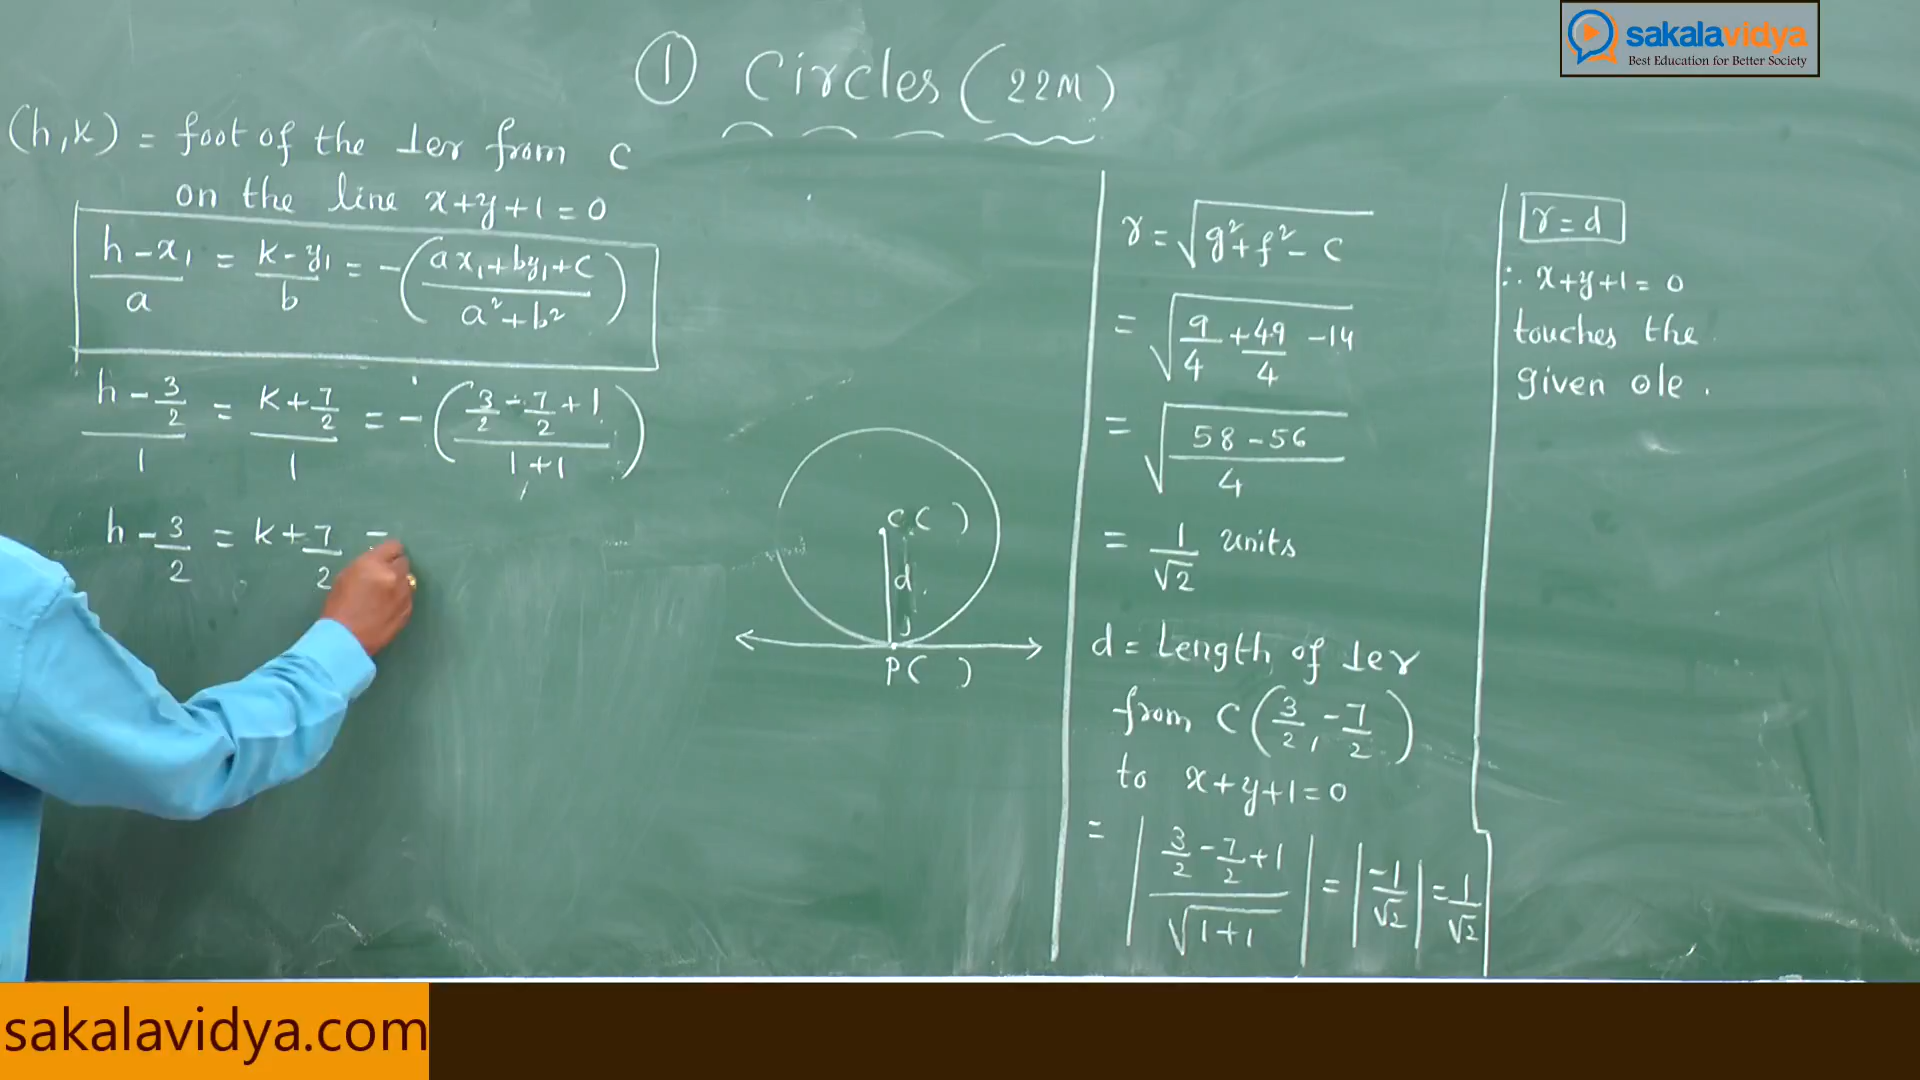 sakalavidya
Best Education for Better Society
① Circles (22M)
(h,k) = foot of the ⊥er from C
on the line x+y+1=0
(h-x₁)/a = (k-y₁)/b = -((ax₁+by₁+c)/(a²+b²))
(h-3/2)/1 = (k+7/2)/1 = -((3/2-7/2+1)/(1+1))
h-3/2 = k+7/2 =
C( )
d
P( )
r = √(g²+f²-c)
= √(9/4+49/4-14)
= √((58-56)/4)
= 1/√2 units
d = Length of ⊥er
from C(3/2, -7/2)
to x+y+1=0
= |(3/2-7/2+1)/√(1+1)| = |-1/√2| = 1/√2
r=d
∴ x+y+1=0
touches the
given ⊙le.
sakalavidya.com